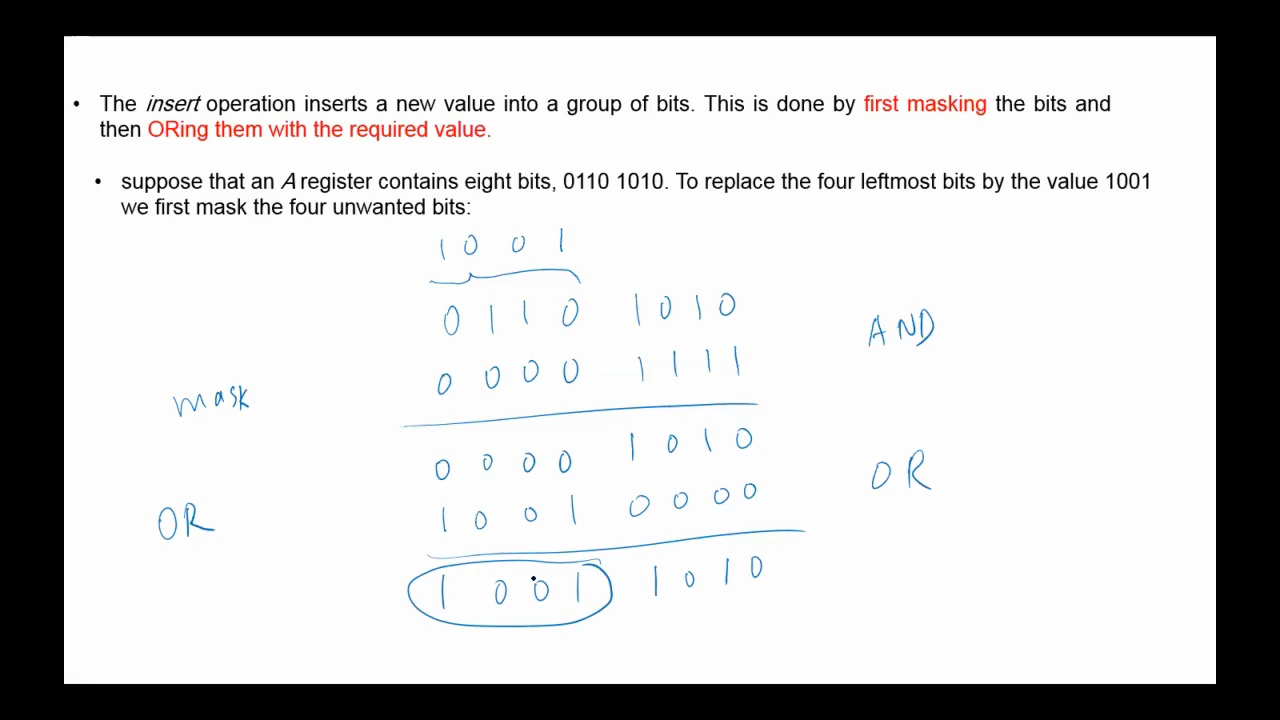 • The insert operation inserts a new value into a group of bits. This is done by first masking the bits and
then ORing them with the required value.
• suppose that an A register contains eight bits, 0110 1010. To replace the four leftmost bits by the value 1001
we first mask the four unwanted bits:
1 0 0 1
0 1 1 0 1 0 1 0
AND
0 0 0 0 1 1 1 1
mask
0 0 0 0 1 0 1 0
OR
1 0 0 1 0 0 0 0
OR
1 0 0 1 1 0 1 0